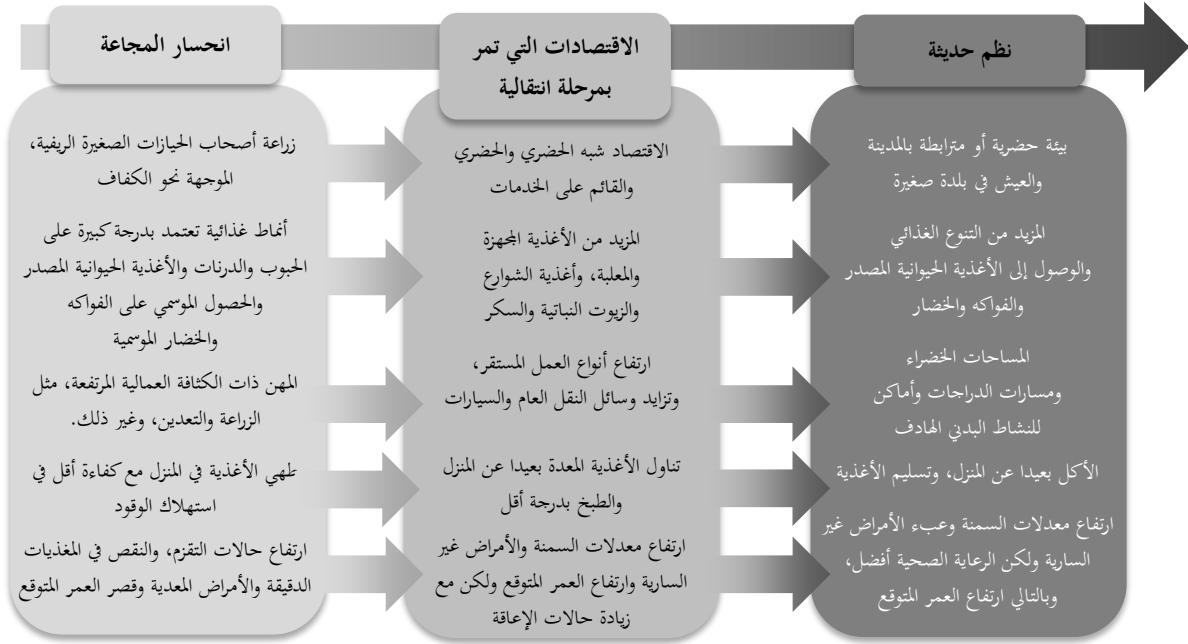 انحسار المجاعة
زراعة أصحاب الحيازات الصغيرة الريفية،
الموجهة نحو الكفاف
أنماط غذائية تعتمد بدرجة كبيرة على
الحبوب والدرنات والأغذية الحيوانية المصدر
والحصول الموسمي على الفواكه
والخضار الموسمية
المهن ذات الكثافة العمالية المرتفعة، مثل
الزراعة والتعدين، وغير ذلك.
طهي الأغذية في المنزل مع كفاءة أقل في
استهلاك الوقود
ارتفاع حالات التقزم، والنقص في المغذيات
الدقيقة والأمراض المعدية وقصر العمر المتوقع
الاقتصادات التي تمر
بمرحلة انتقالية
الاقتصاد شبه الحضري والحضري
والقائم على الخدمات
المزيد من الأغذية المجهزة
والمعلبة، وأغذية الشوارع
والزيوت النباتية والسكر
ارتفاع أنواع العمل المستقر،
وتزايد وسائل النقل العام والسيارات
تناول الأغذية المعدة بعيدا عن المنزل
والطبخ بدرجة أقل
ارتفاع معدلات السمنة والأمراض غير
السارية وارتفاع العمر المتوقع ولكن مع
زيادة حالات الإعاقة
نظم حديثة
بيئة حضرية أو مترابطة بالمدينة
والعيش في بلدة صغيرة
المزيد من التنوع الغذائي
والوصول إلى الأغذية الحيوانية المصدر
والفواكه والخضار
المساحات الخضراء
ومسارات الدراجات وأماكن
للنشاط البدني الهادف
الأكل بعيدا عن المنزل، وتسليم الأغذية
ارتفاع معدلات السمنة وعبء الأمراض غير
السارية ولكن الرعاية الصحية أفضل،
وبالتالي ارتفاع العمر المتوقع